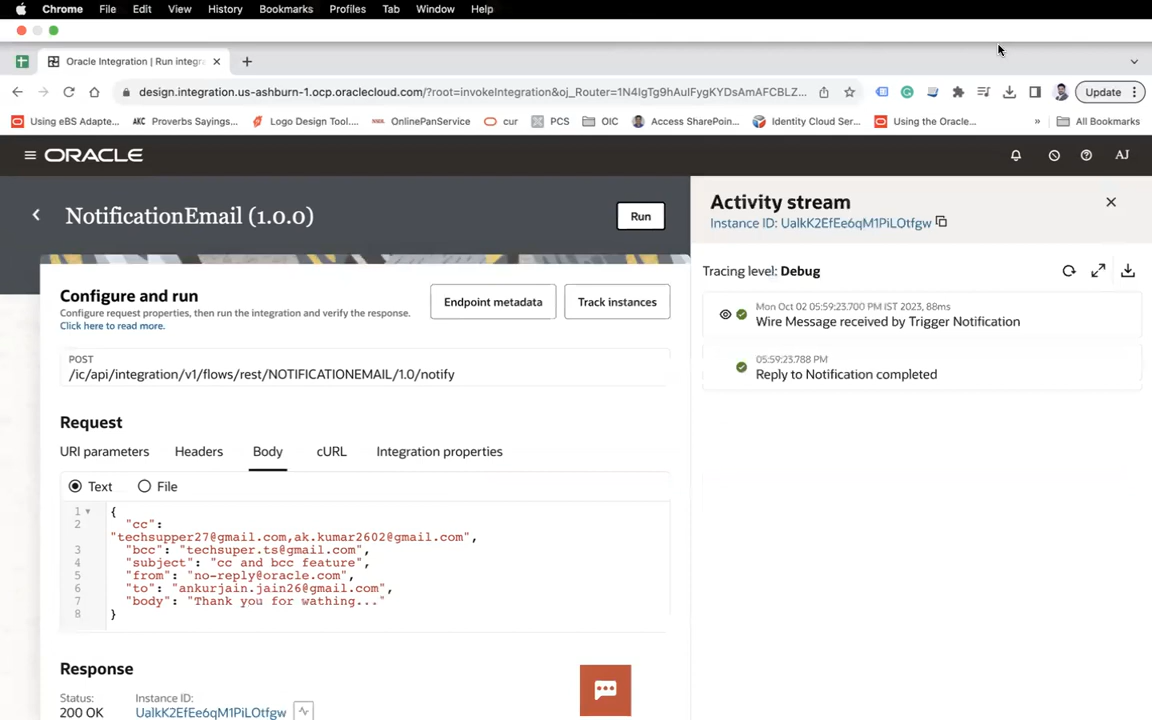 Chrome File Edit View History Bookmarks Profiles Tab Window Help
Oracle Integration | Run integra
design.integration.us-ashburn-1.ocp.oraclecloud.com/?root=invokeIntegration&oj_Router=1N4IgTg9hAuIFygKYDsAmAFCBLZ...
Update
Using eBS Adapte... AKC Proverbs Sayings... Logo Design Tool.... OnlinePanService cur PCS OIC Access SharePoin... Identity Cloud Ser... Using the Oracle... » All Bookmarks
ORACLE
AJ
NotificationEmail (1.0.0)
Run
Configure and run
Configure request properties, then run the integration and verify the response.
Click here to read more.
Endpoint metadata
Track instances
POST
/ic/api/integration/v1/flows/rest/NOTIFICATIONEMAIL/1.0/notify
Request
URI parameters Headers Body cURL Integration properties
Text File
1 {
2 "cc":
"techsupper27@gmail.com,ak.kumar2602@gmail.com",
3 "bcc": "techsuper.ts@gmail.com",
4 "subject": "cc and bcc feature",
5 "from": "no-reply@oracle.com",
6 "to": "ankurjain.jain26@gmail.com",
7 "body": "Thank you for wathing..."
8 }
Response
Status:
200 OK
Instance ID:
UalkK2EfEe6qM1PiLOtfgw
Activity stream
Instance ID: UalkK2EfEe6qM1PiLOtfgw
Tracing level: Debug
Mon Oct 02 05:59:23.700 PM IST 2023, 88ms
Wire Message received by Trigger Notification
05:59:23.788 PM
Reply to Notification completed